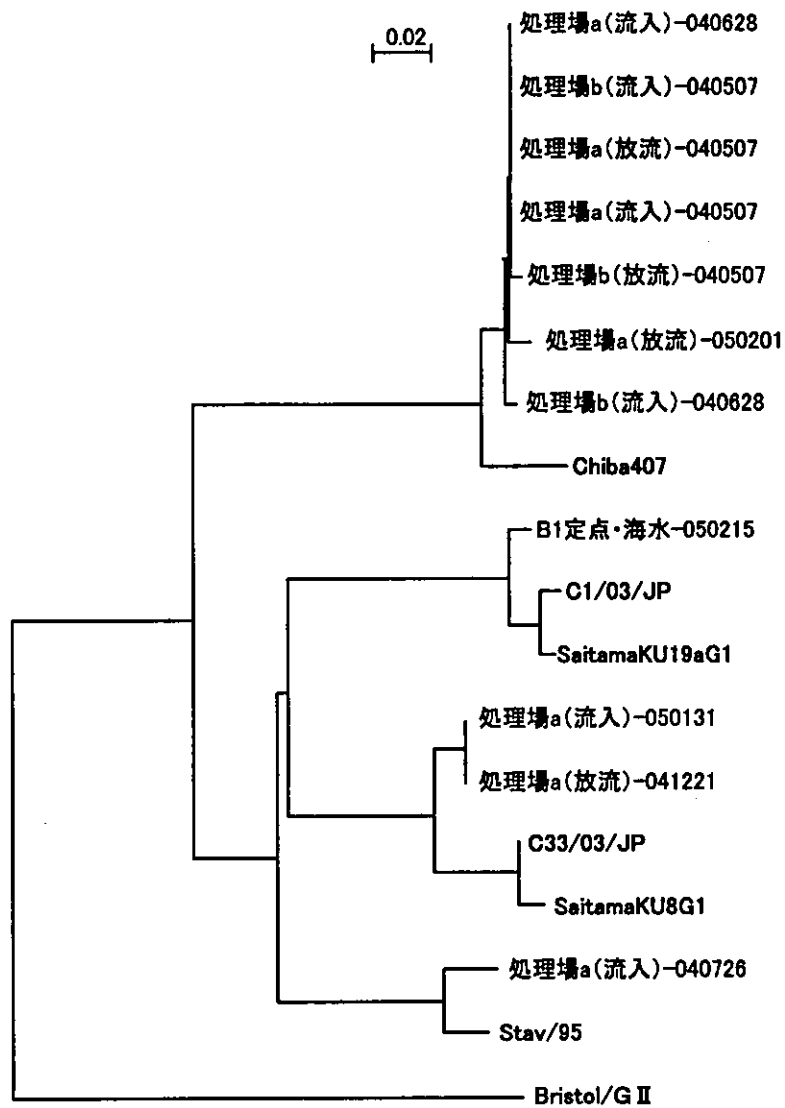 0.02
処理場a(流入)-040628
処理場b(流入)-040507
処理場a(放流)-040507
処理場a(流入)-040507
処理場b(放流)-040507
処理場a(放流)-050201
処理場b(流入)-040628
Chiba407
B1定点・海水-050215
C1/03/JP
SaitamaKU19aG1
処理場a(流入)-050131
処理場a(放流)-041221
C33/03/JP
SaitamaKU8G1
処理場a(流入)-040726
Stav/95
Bristol/GⅡ